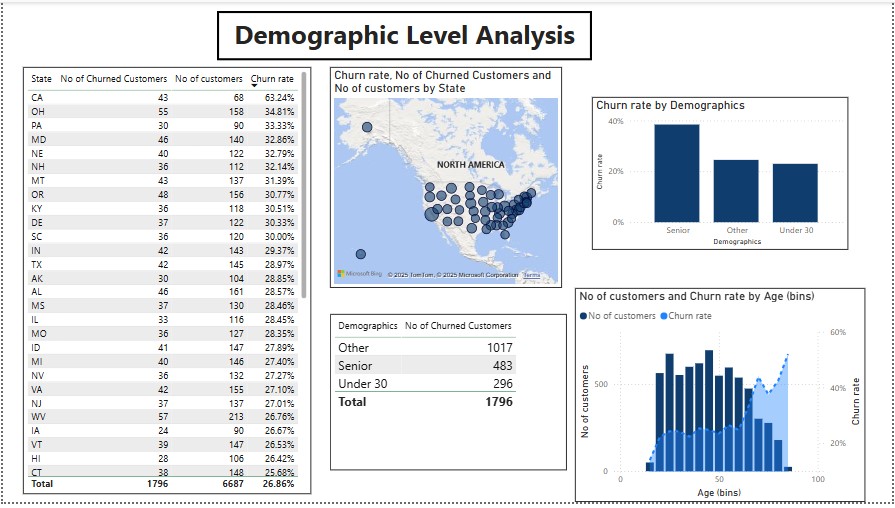 Demographic Level Analysis
State No of Churned Customers No of customers Churn rate
CA 43 68 63.24%
OH 55 158 34.81%
PA 30 90 33.33%
MD 46 140 32.86%
NE 40 122 32.79%
NH 36 112 32.14%
MT 43 137 31.39%
OR 48 156 30.77%
KY 36 118 30.51%
DE 37 122 30.33%
SC 36 120 30.00%
IN 42 143 29.37%
TX 42 145 28.97%
AK 30 104 28.85%
AL 46 161 28.57%
MS 37 130 28.46%
IL 33 116 28.45%
MO 36 127 28.35%
ID 41 147 27.89%
MI 40 146 27.40%
NV 36 132 27.27%
VA 42 155 27.10%
NJ 37 137 27.01%
WV 57 213 26.76%
IA 24 90 26.67%
VT 39 147 26.53%
HI 28 106 26.42%
CT 38 148 25.68%
Total 1796 6687 26.86%
Churn rate, No of Churned Customers and
No of customers by State
NORTH AMERICA
Microsoft Bing
© 2025 TomTom, © 2025 Microsoft Corporation Terms
Demographics No of Churned Customers
Other 1017
Senior 483
Under 30 296
Total 1796
Churn rate by Demographics
40%
20%
0%
Churn rate
Senior Other Under 30
Demographics
No of customers and Churn rate by Age (bins)
No of customers Churn rate
500
0
No of customers
60%
40%
20%
Churn rate
0 50 100
Age (bins)